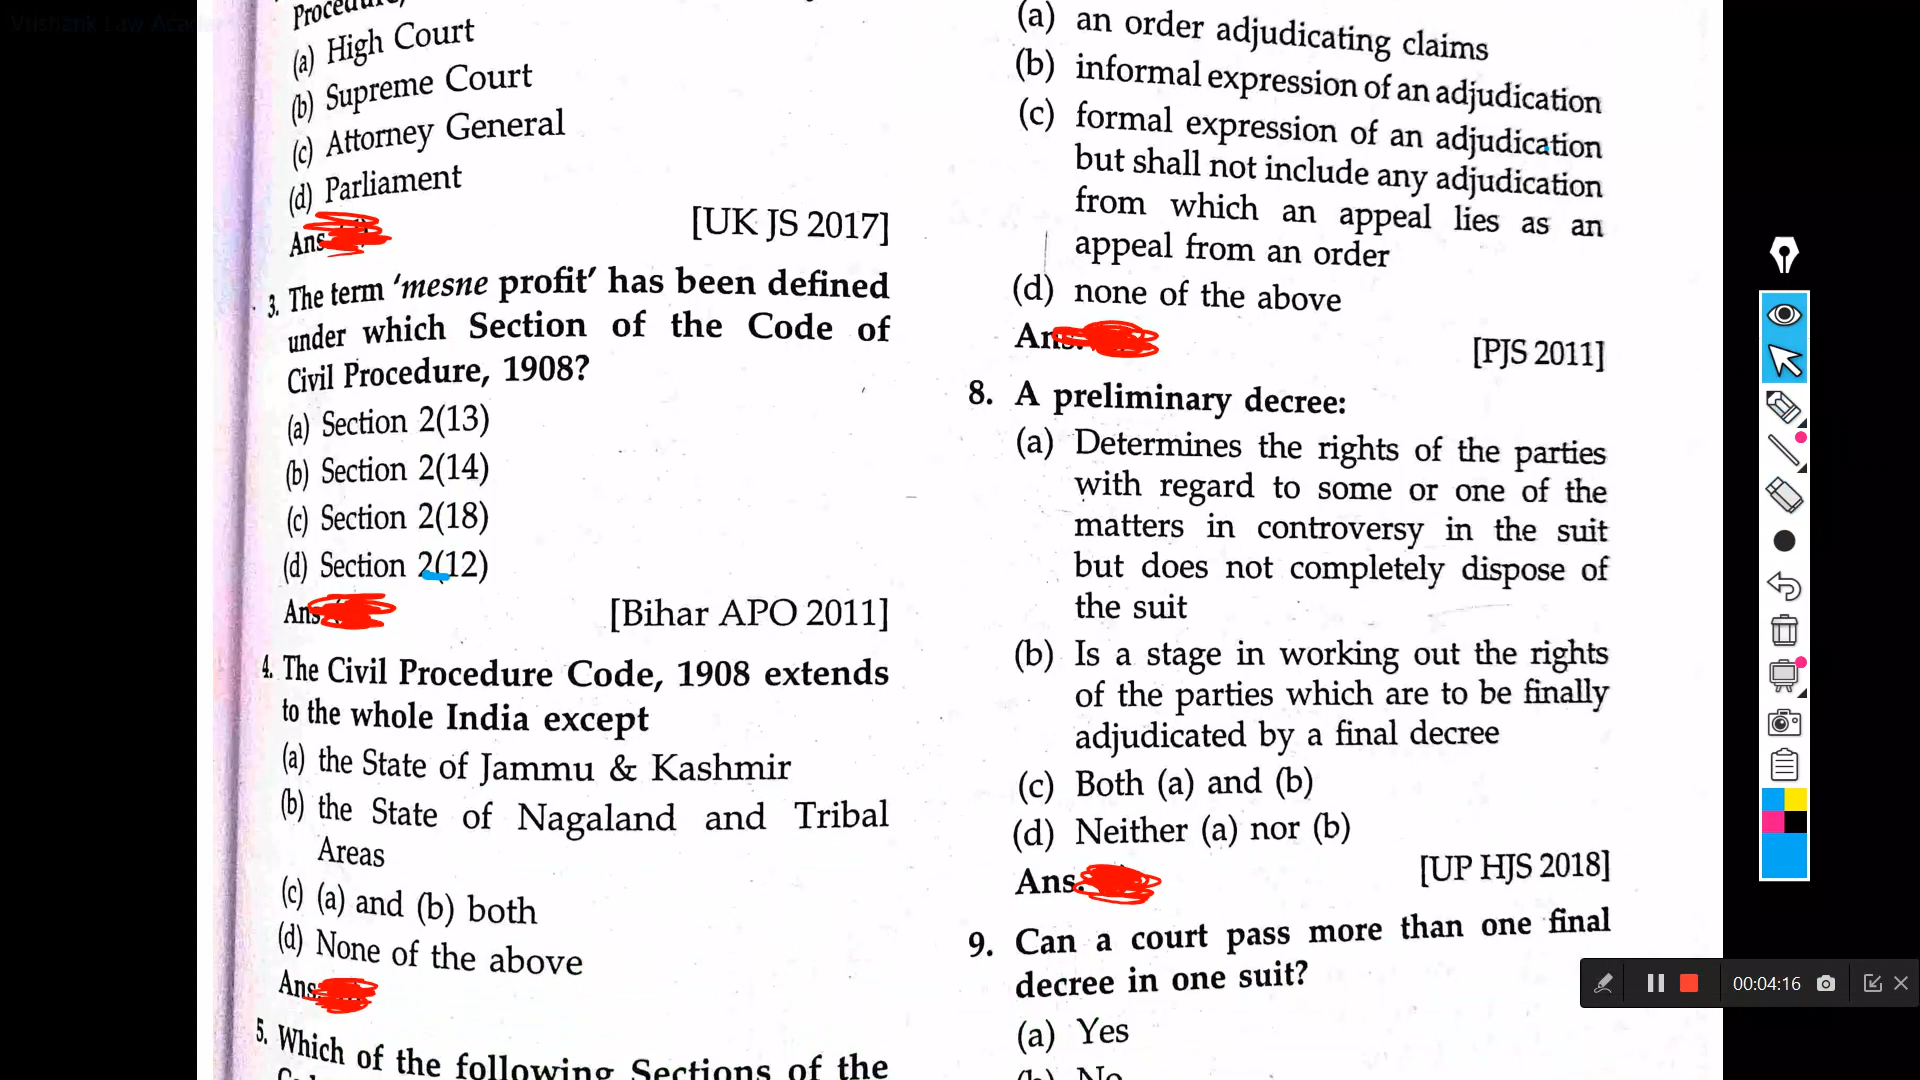 Vrishank Law Acade
Procedure,
(a) High Court
(b) Supreme Court
(c) Attorney General
(d) Parliament
Ans
[UK JS 2017]
3. The term ‘mesne profit’ has been defined
under which Section of the Code of
Civil Procedure, 1908?
(a) Section 2(13)
(b) Section 2(14)
(c) Section 2(18)
(d) Section 2(12)
Ans.
[Bihar APO 2011]
4. The Civil Procedure Code, 1908 extends
to the whole India except
(a) the State of Jammu & Kashmir
(b) the State of Nagaland and Tribal
Areas
(c) (a) and (b) both
(d) None of the above
Ans.
5. Which of the following Sections of the
(a) an order adjudicating claims
(b) informal expression of an adjudication
(c) formal expression of an adjudication
but shall not include any adjudication
from which an appeal lies as an
appeal from an order
(d) none of the above
Ans.
[PJS 2011]
8. A preliminary decree:
(a) Determines the rights of the parties
with regard to some or one of the
matters in controversy in the suit
but does not completely dispose of
the suit
(b) Is a stage in working out the rights
of the parties which are to be finally
adjudicated by a final decree
(c) Both (a) and (b)
(d) Neither (a) nor (b)
Ans.
[UP HJS 2018]
9. Can a court pass more than one final
decree in one suit?
(a) Yes
(b) No
00:04:16